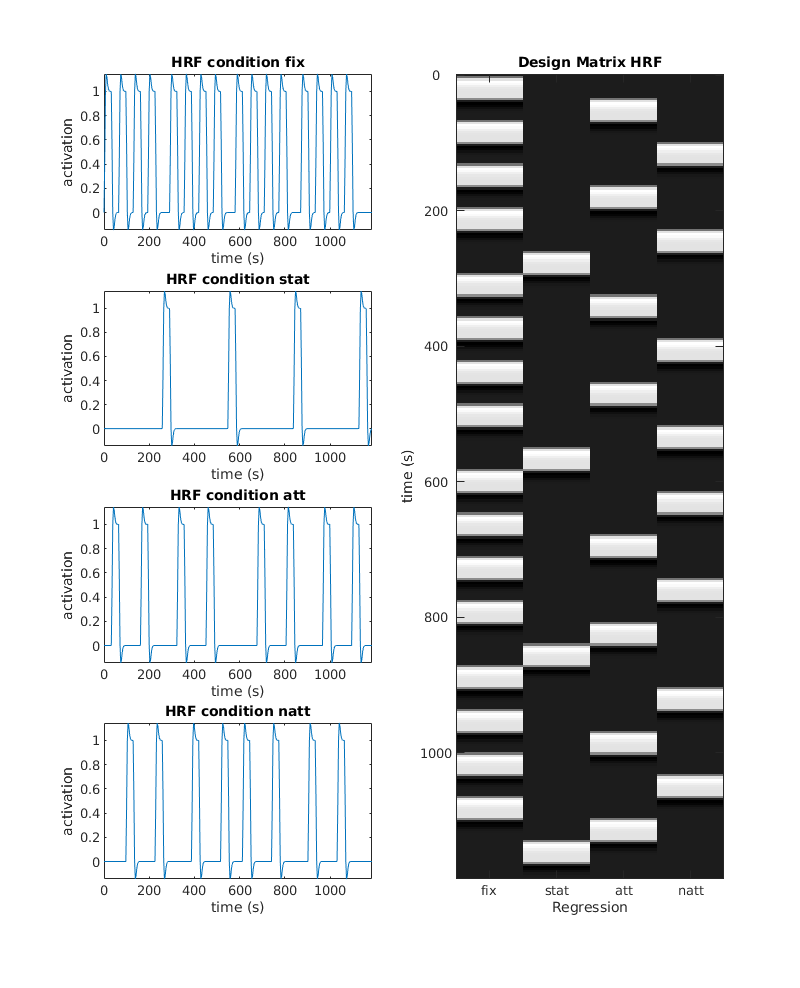 HRF condition fix
1
0.8
0.6
0.4
0.2
0
activation
0 200 400 600 800 1000
time (s)
HRF condition stat
1
0.8
0.6
0.4
0.2
0
activation
0 200 400 600 800 1000
time (s)
HRF condition att
1
0.8
0.6
0.4
0.2
0
activation
0 200 400 600 800 1000
time (s)
HRF condition natt
1
0.8
0.6
0.4
0.2
0
activation
0 200 400 600 800 1000
time (s)
Design Matrix HRF
0
200
400
600
800
1000
time (s)
fix stat att natt
Regression